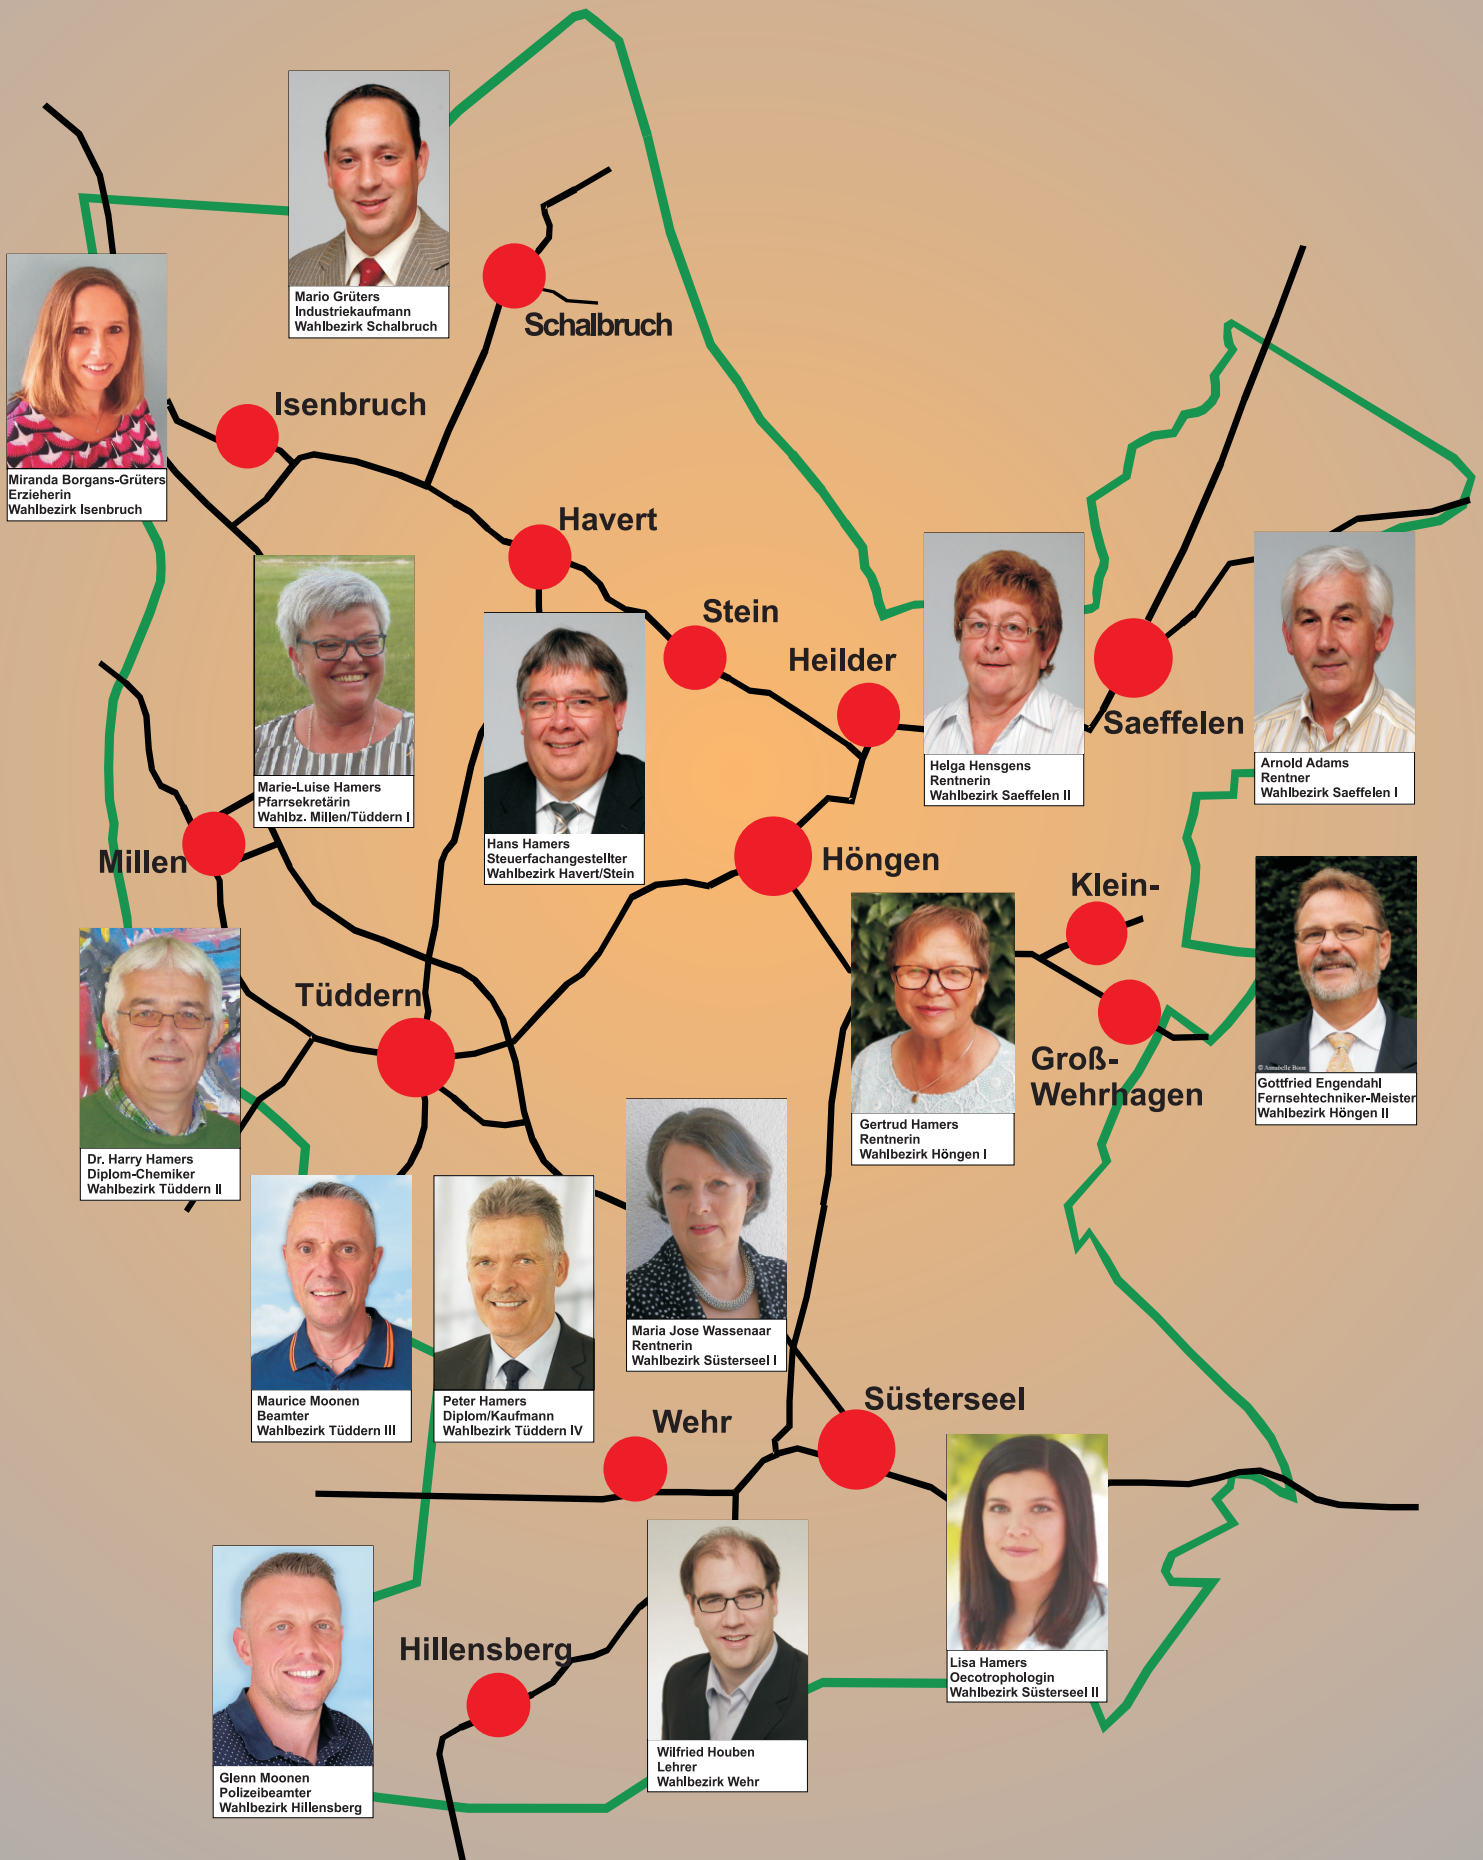 Mario Grüters
Industriekaufmann
Wahlbezirk Schalbruch
Schalbruch
Isenbruch
Miranda Borgans-Grüters
Erzieherin
Wahlbezirk Isenbruch
Havert
Stein
Heilder
Saeffelen
Helga Hensgens
Rentnerin
Wahlbezirk Saeffelen II
Arnold Adams
Rentner
Wahlbezirk Saeffelen I
Marie-Luise Hamers
Pfarrsekretärin
Wahlbz. Millen/Tüddern I
Hans Hamers
Steuerfachangestellter
Wahlbezirk Havert/Stein
Millen
Höngen
Klein-
Groß-
Wehrhagen
Tüddern
© Annabelle Boon
Gottfried Engendahl
Fernsehtechniker-Meister
Wahlbezirk Höngen II
Gertrud Hamers
Rentnerin
Wahlbezirk Höngen I
Dr. Harry Hamers
Diplom-Chemiker
Wahlbezirk Tüddern II
Maria Jose Wassenaar
Rentnerin
Wahlbezirk Süsterseel I
Maurice Moonen
Beamter
Wahlbezirk Tüddern III
Peter Hamers
Diplom/Kaufmann
Wahlbezirk Tüddern IV
Wehr
Süsterseel
Hillensberg
Lisa Hamers
Oecotrophologin
Wahlbezirk Süsterseel II
Wilfried Houben
Lehrer
Wahlbezirk Wehr
Glenn Moonen
Polizeibeamter
Wahlbezirk Hillensberg